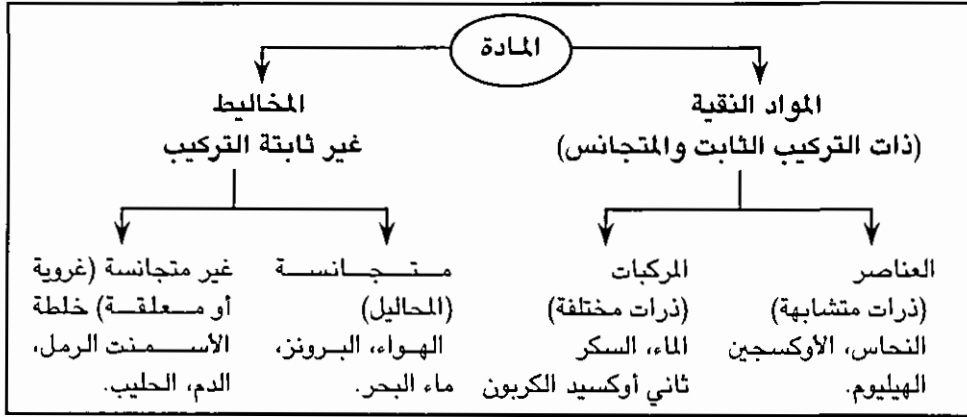 المادة
المواد النقية
(ذات التركيب الثابت والمتجانس)
المخاليط
غير ثابتة التركيب
العناصر
(ذرات متشابهة)
النحاس، الأوكسجين
الهيليوم.
المركبات
(ذرات مختلفة)
الماء، السكر
ثاني أوكسيد الكربون
متجانسة
(المحاليل)
الهواء، البرونز،
ماء البحر.
غير متجانسة (غروية
أو معلقة) خلطة
الأسمنت الرمل،
الدم، الحليب.